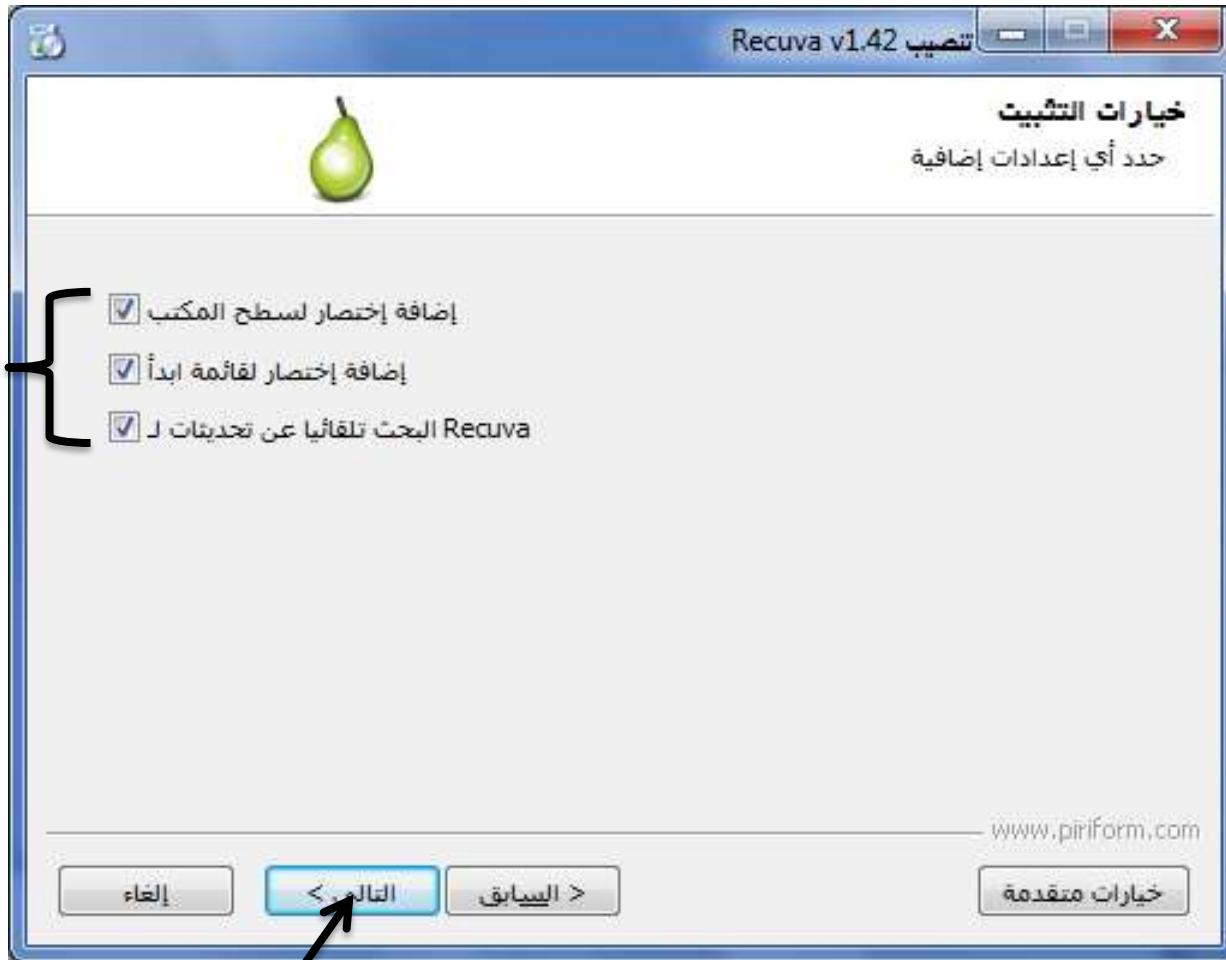 تنصيب Recuva v1.42
خيارات التثبيت
حدد أي إعدادات إضافية
إضافة إختصار لسطح المكتب
إضافة إختصار لقائمة ابدأ
البحث تلقائيا عن تحديثات لـ Recuva
www.piriform.com
خيارات متقدمة
< السابق
التالي >
إلغاء